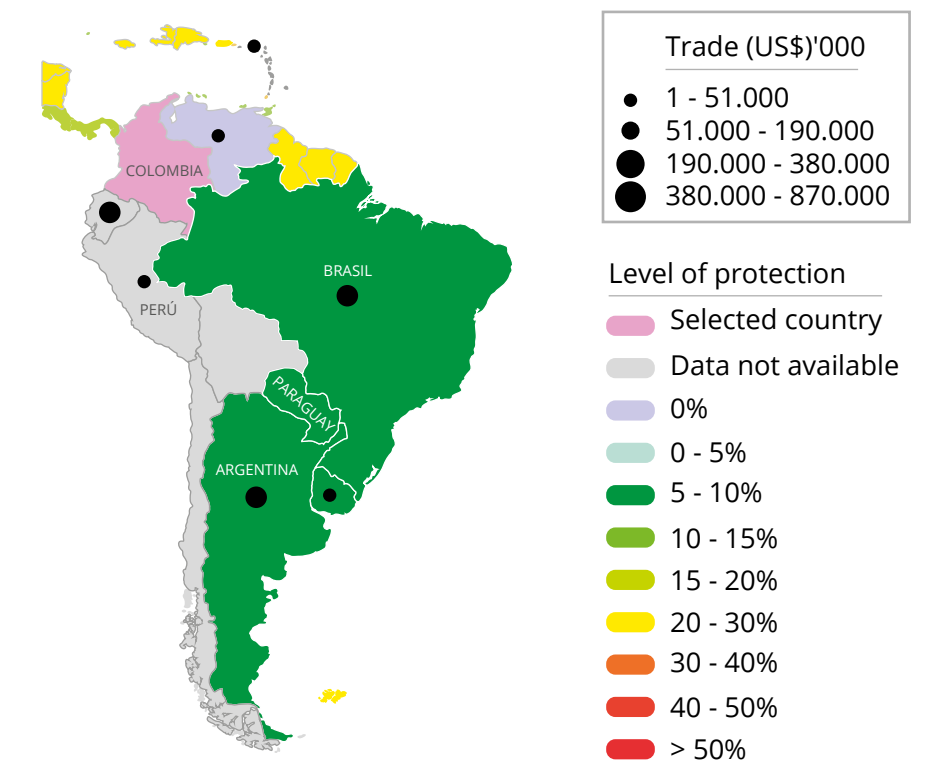 Trade (US$)'000
1 - 51.000
51.000 - 190.000
190.000 - 380.000
380.000 - 870.000
COLOMBIA
BRASIL
PERÚ
PARAGUAY
ARGENTINA
Level of protection
Selected country
Data not available
0%
0 - 5%
5 - 10%
10 - 15%
15 - 20%
20 - 30%
30 - 40%
40 - 50%
> 50%